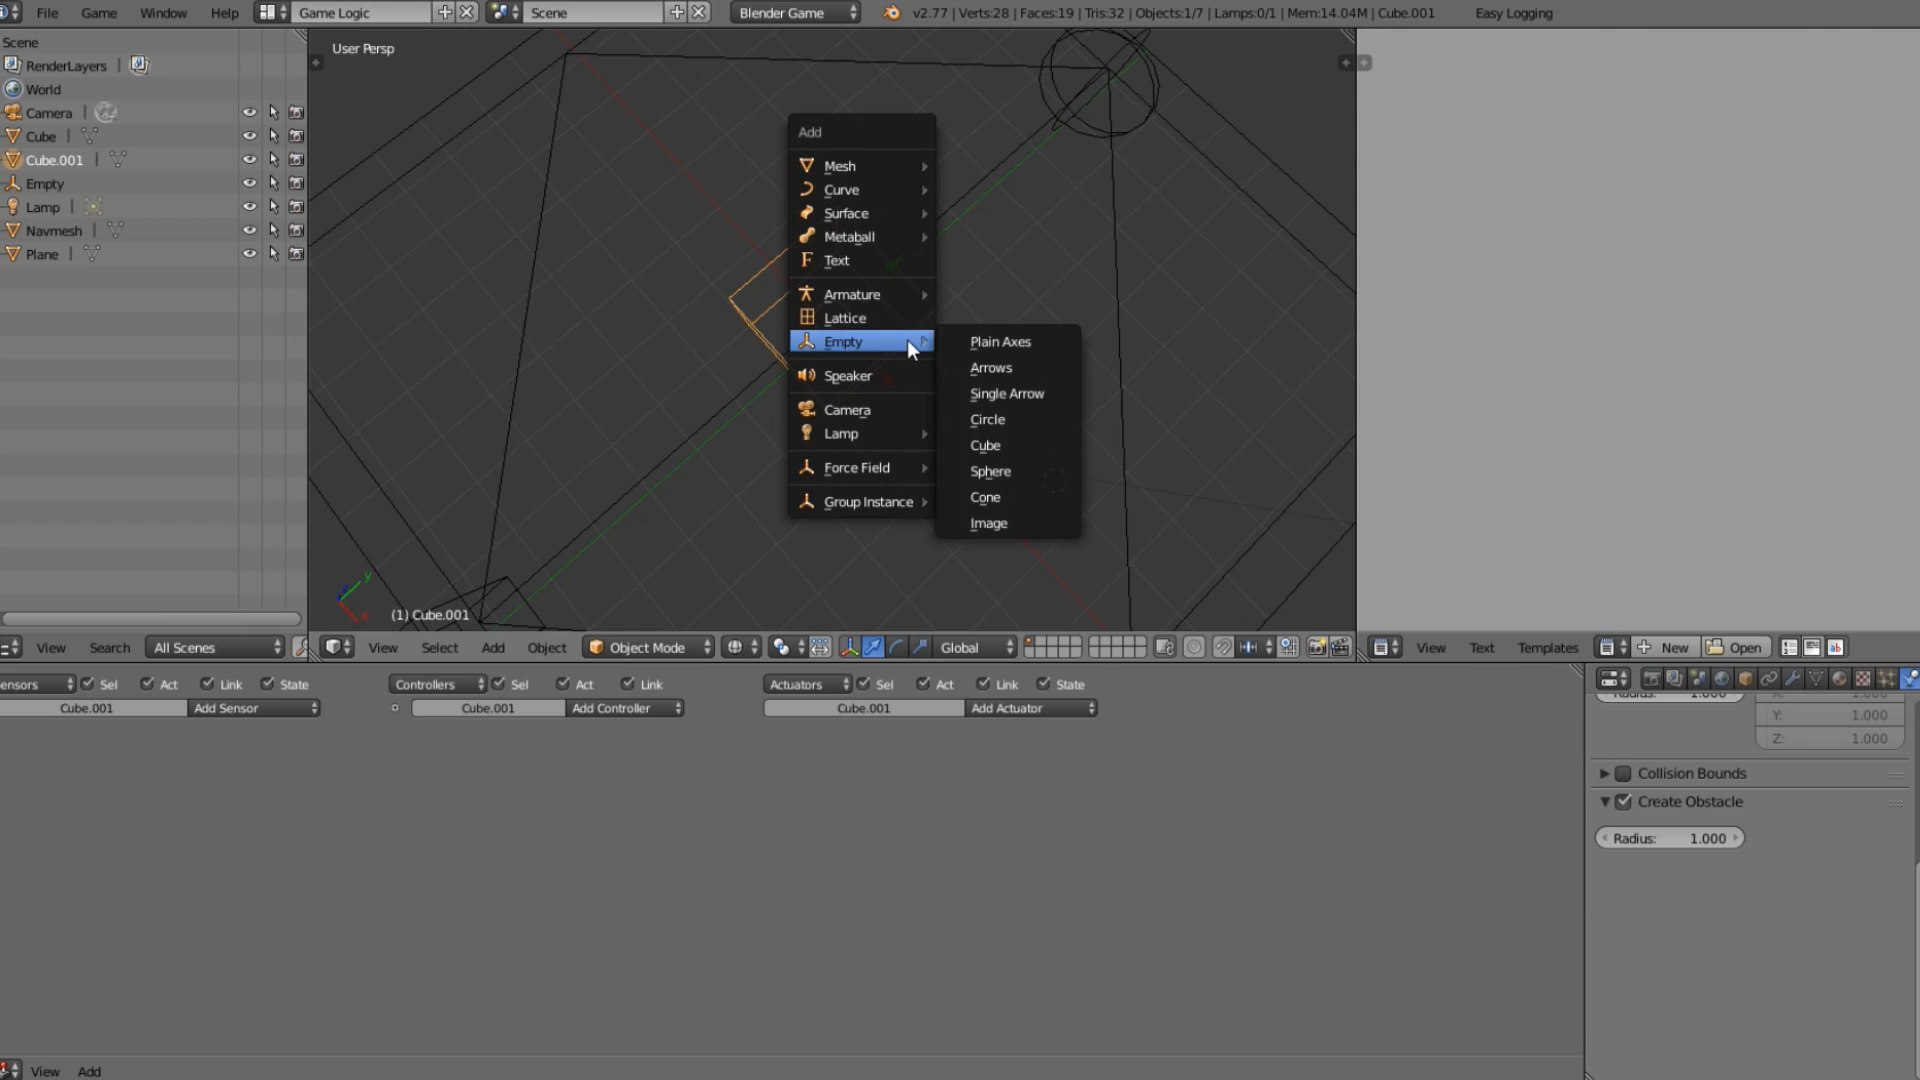 File Game Window Help Game Logic Scene Blender Game v2.77 | Verts:28 | Faces:19 | Tris:32 | Objects:1/7 | Lamps:0/1 | Mem:14.04M | Cube.001 Easy Logging
Scene
RenderLayers |
World
Camera |
Cube |
Cube.001 |
Empty
Lamp |
Navmesh |
Plane |
User Persp
Add
Mesh
Curve
Surface
Metaball
Text
Armature
Lattice
Empty
Speaker
Camera
Lamp
Force Field
Group Instance
Plain Axes
Arrows
Single Arrow
Circle
Cube
Sphere
Cone
Image
y
x
(1) Cube.001
View Search All Scenes
View Select Add Object Object Mode Global
View Text Templates New Open
ensors Sel Act Link State Controllers Sel Act Link Actuators Sel Act Link State
Cube.001 Add Sensor Cube.001 Add Controller Cube.001 Add Actuator
Radius: 1.000
Y: 1.000
Z: 1.000
Collision Bounds
Create Obstacle
Radius: 1.000
View Add